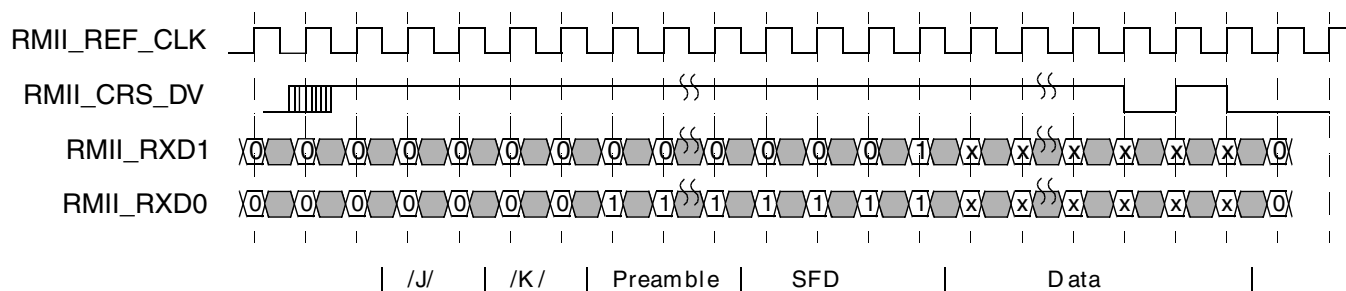 RMII_REF_CLK
RMII_CRS_DV
RMII_RXD1 0 0 0 0 0 0 0 0 0 0 0 0 0 1 x x x x x x 0
RMII_RXD0 0 0 0 0 0 0 0 1 1 1 1 1 1 1 x x x x x x 0
/J/ /K/ Preamble SFD Data